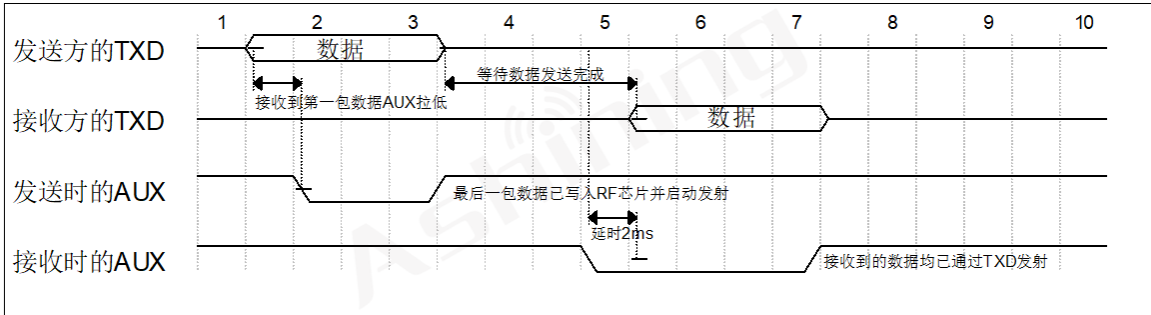 1 2 3 4 5 6 7 8 9 10
发送方的TXD
数据
等待数据发送完成
接收到第一包数据AUX拉低
接收方的TXD
数据
发送时的AUX
最后一包数据已写入RF芯片并启动发射
延时2ms
接收时的AUX
接收到的数据均已通过TXD发射
Ashining